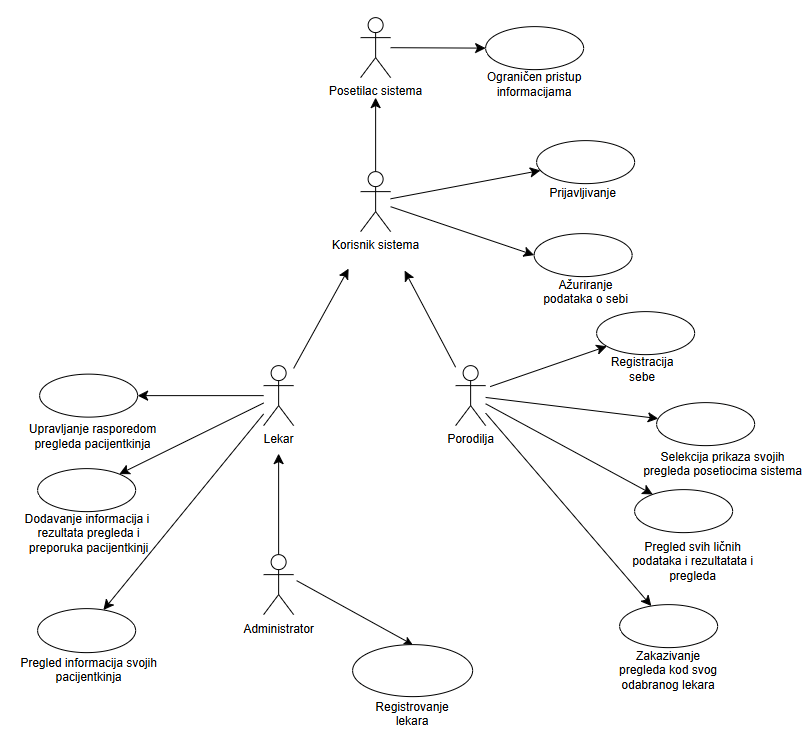 Posetilac sistema
Ograničen pristup
informacijama
Korisnik sistema
Prijavljivanje
Ažuriranje
podataka o sebi
Registracija
sebe
Lekar
Porodilja
Upravljanje rasporedom
pregleda pacijentkinja
Selekcija prikaza svojih
pregleda posetiocima sistema
Dodavanje informacija i
rezultata pregleda i
preporuka pacijentkinji
Pregled svih ličnih
podataka i rezultatata i
pregleda
Administrator
Pregled informacija svojih
pacijentkinja
Zakazivanje
pregleda kod svog
odabranog lekara
Registrovanje
lekara